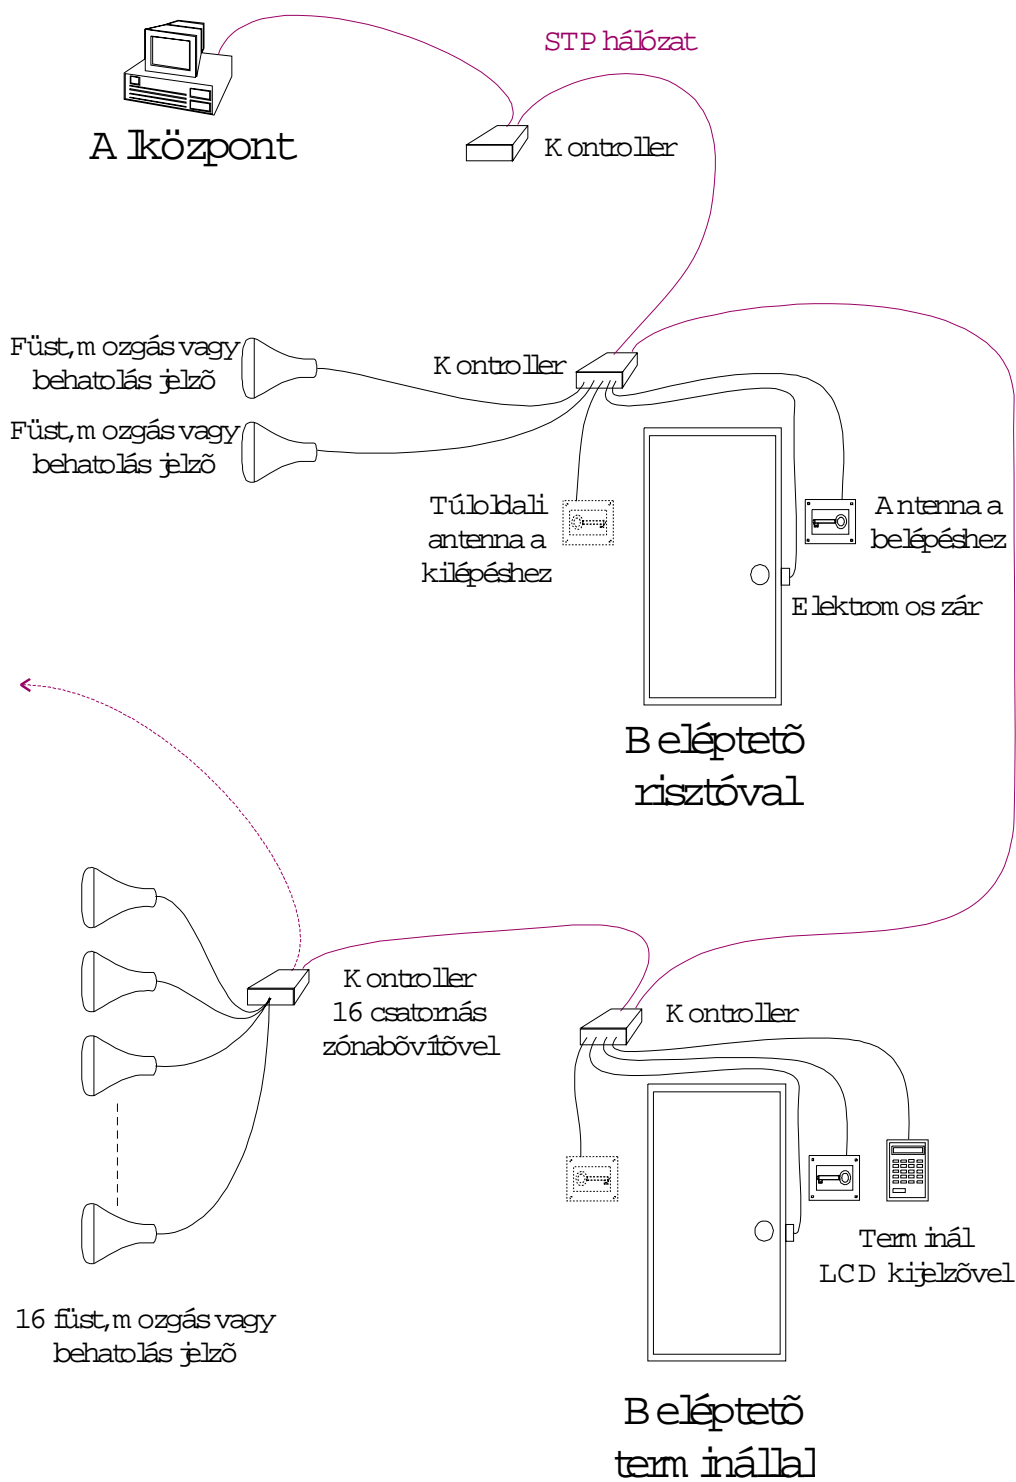 STP hálózat
A központ
Kontroller
Füst, mozgás vagy
behatolás jelzõ
Kontroller
Füst, mozgás vagy
behatolás jelzõ
Túloldali
antenna a
kilépéshez
Antenna a
belépéshez
Elektromos zár
Beléptetõ
risztóval
Kontroller
16 csatornás
zónabõvítõvel
Kontroller
Terminál
LCD kijelzõvel
16 füst, mozgás vagy
behatolás jelzõ
Beléptetõ
terminállal